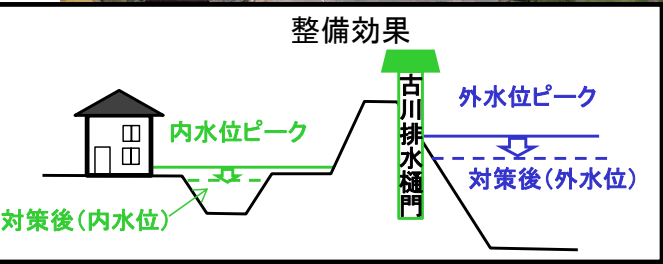 整備効果
古川排水樋門
外水位ピーク
内水位ピーク
対策後（外水位）
対策後（内水位）